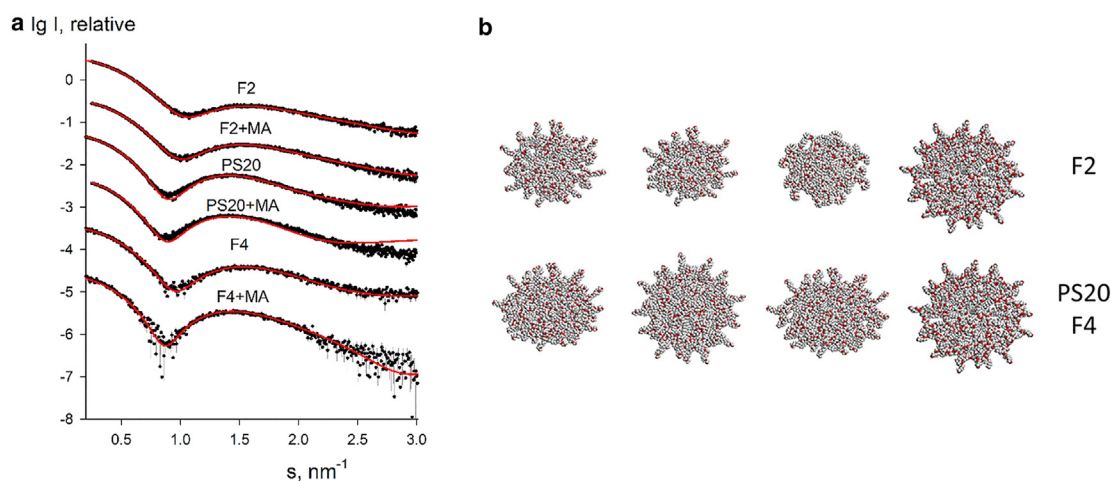 a lg I, relative
b
0
-1
-2
-3
-4
-5
-6
-7
-8
F2
F2+MA
PS20
PS20+MA
F4
F4+MA
0.5 1.0 1.5 2.0 2.5 3.0
s, nm⁻¹
F2
PS20
F4